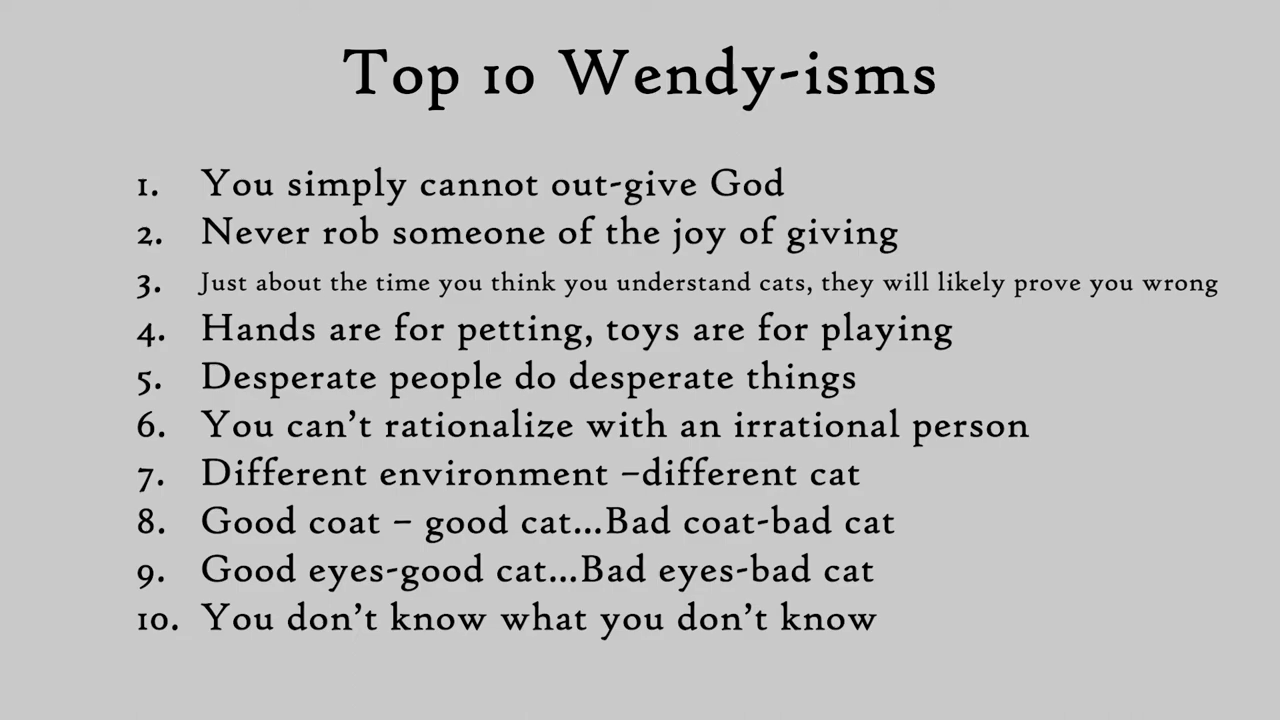 Top 10 Wendy-isms
1. You simply cannot out-give God
2. Never rob someone of the joy of giving
3. Just about the time you think you understand cats, they will likely prove you wrong
4. Hands are for petting, toys are for playing
5. Desperate people do desperate things
6. You can’t rationalize with an irrational person
7. Different environment –different cat
8. Good coat – good cat...Bad coat-bad cat
9. Good eyes-good cat...Bad eyes-bad cat
10. You don’t know what you don’t know